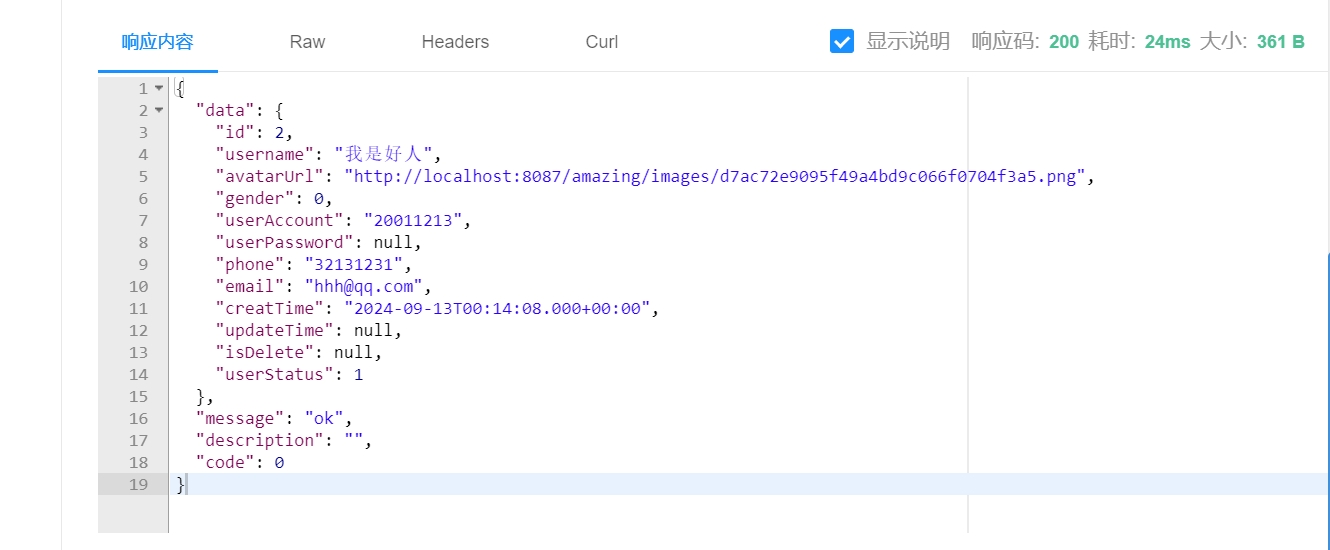 响应内容 Raw Headers Curl 显示说明 响应码: 200 耗时: 24ms 大小: 361 B
1 {
2 "data": {
3 "id": 2,
4 "username": "我是好人",
5 "avatarUrl": "http://localhost:8087/amazing/images/d7ac72e9095f49a4bd9c066f0704f3a5.png",
6 "gender": 0,
7 "userAccount": "20011213",
8 "userPassword": null,
9 "phone": "32131231",
10 "email": "hhh@qq.com",
11 "creatTime": "2024-09-13T00:14:08.000+00:00",
12 "updateTime": null,
13 "isDelete": null,
14 "userStatus": 1
15 },
16 "message": "ok",
17 "description": "",
18 "code": 0
19 }